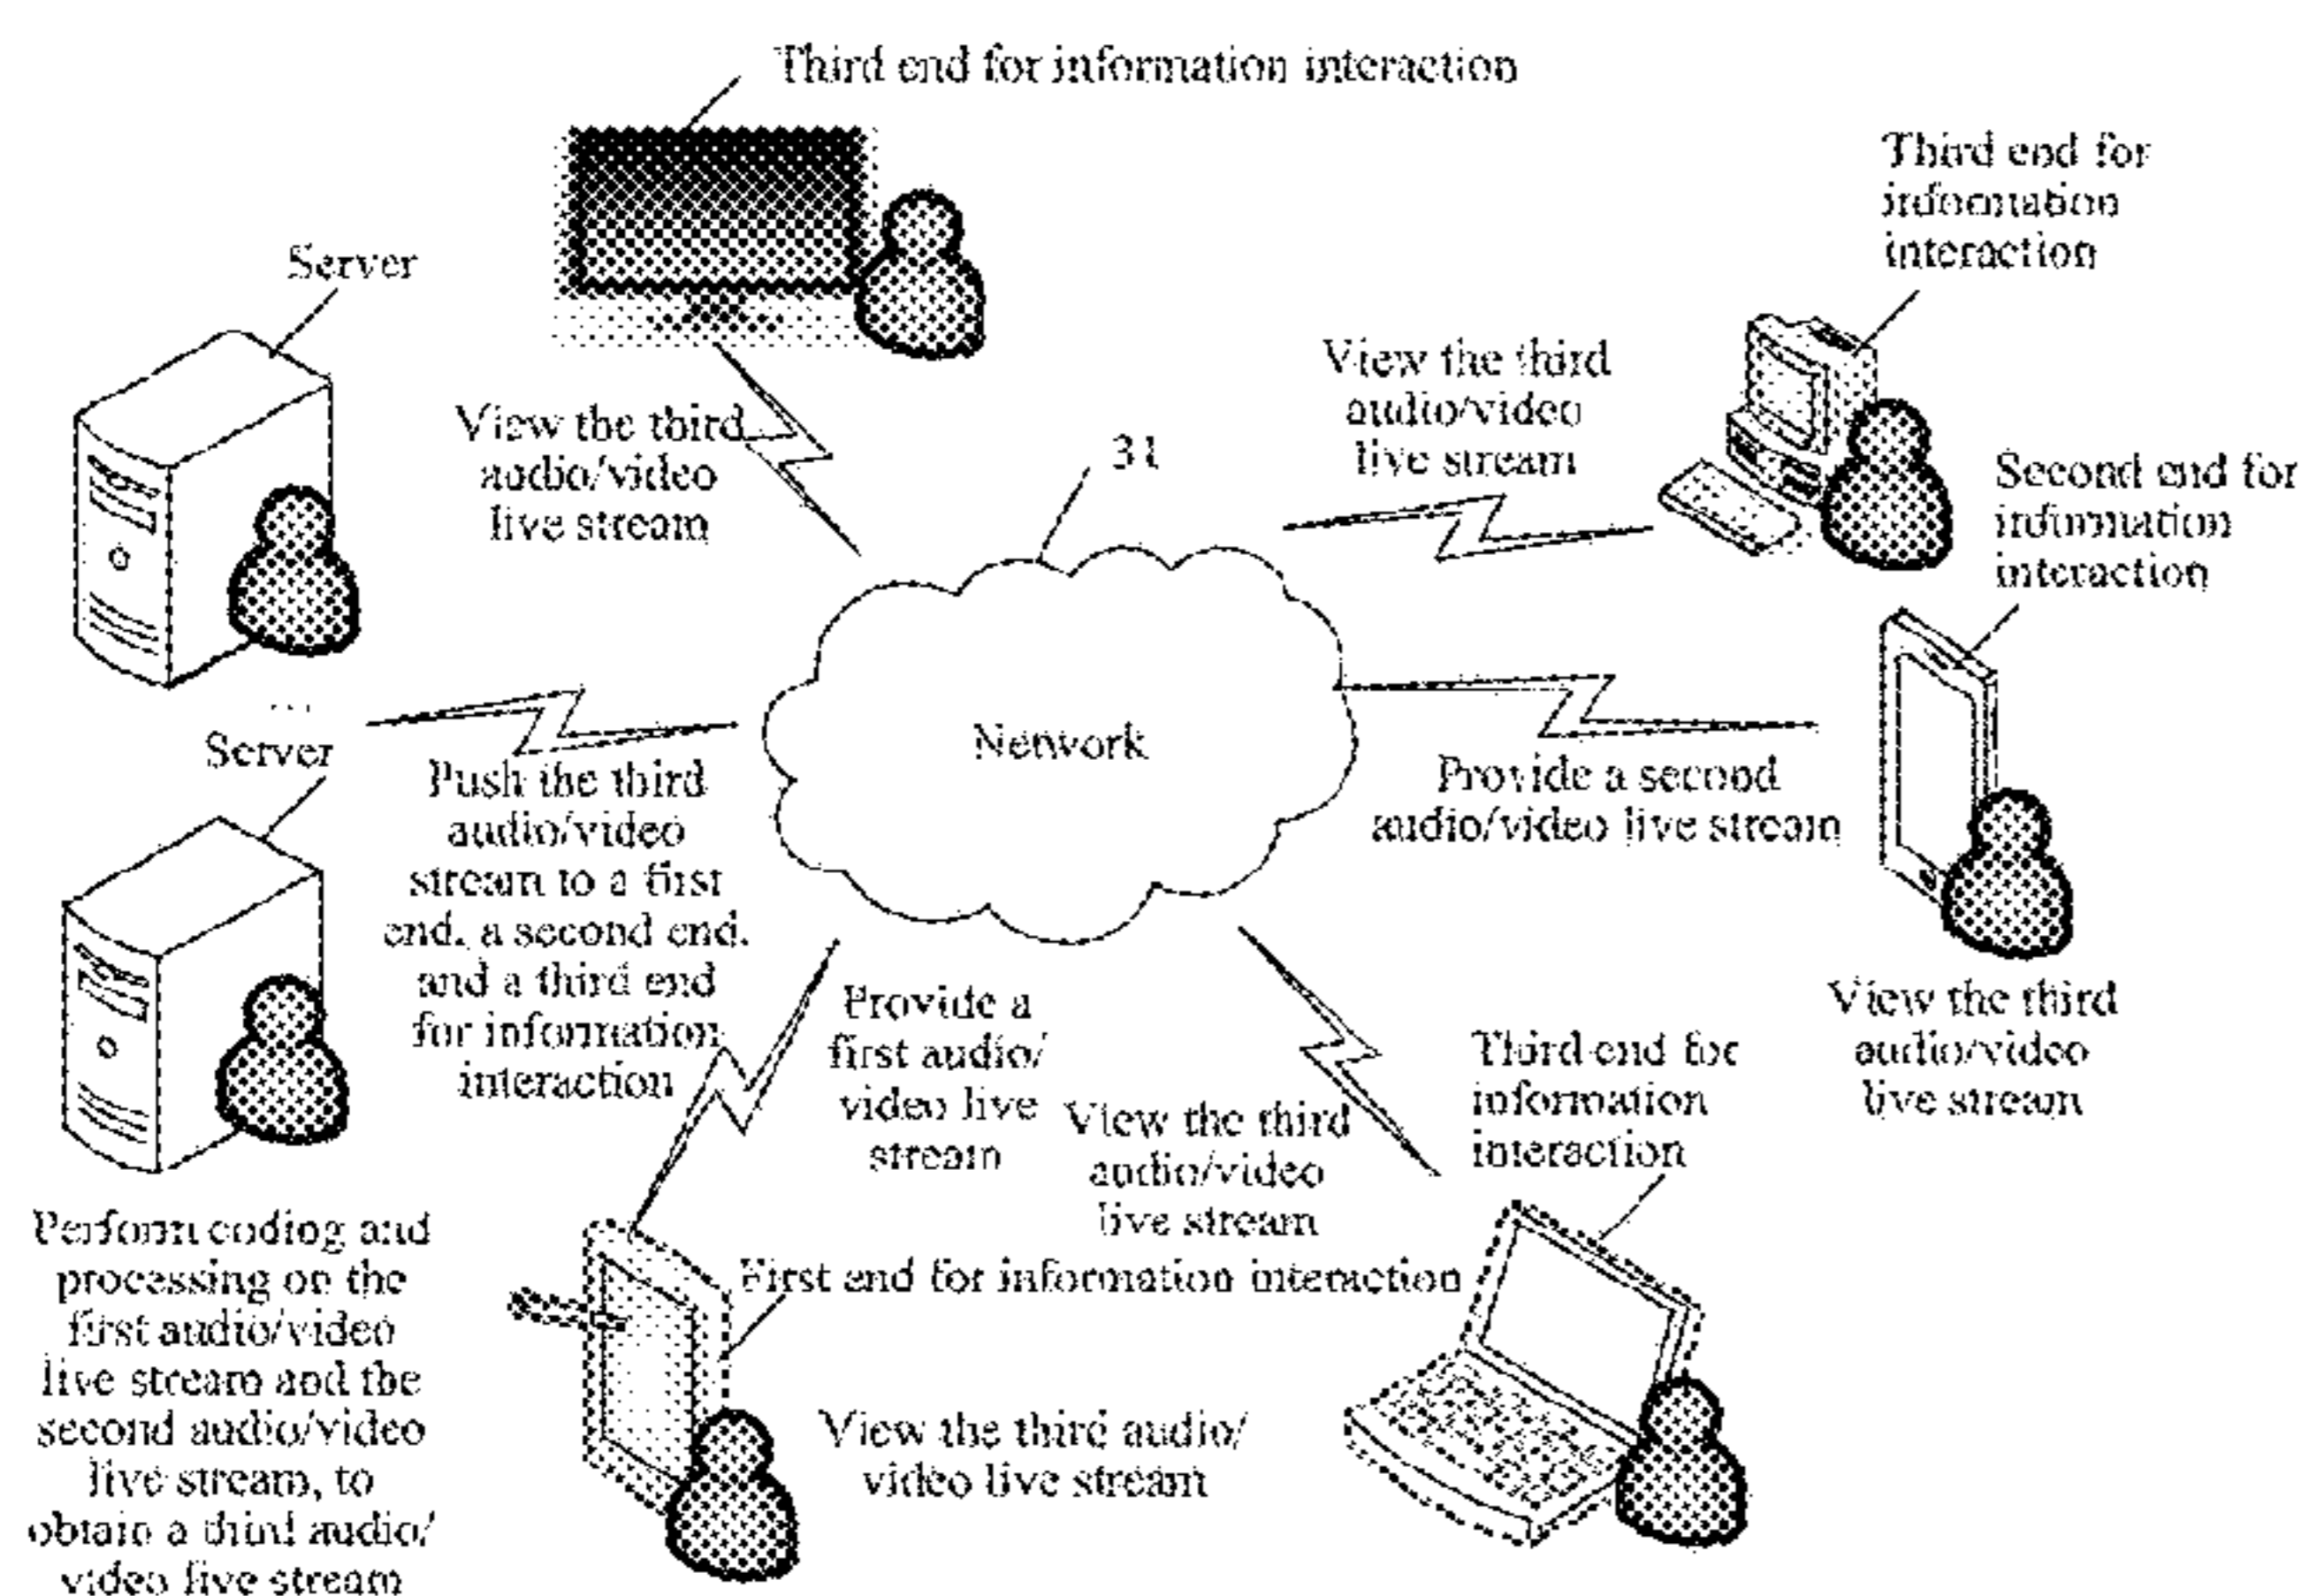 Third end for information interaction
Third end for
information
interaction
Server
View the third
audio/video
live stream
View the third
audio/video
live stream
31
Second end for
information
interaction
...
Server
Network
Push the third
audio/video
stream to a first
end, a second end,
and a third end
for information
interaction
Provide a second
audio/video live stream
View the third
audio/video
live stream
Provide a
first audio/
video live
stream
View the third
audio/video
live stream
Third end for
information
interaction
Perform coding and
processing on the
first audio/video
live stream and the
second audio/video
live stream, to
obtain a third audio/
video live stream
First end for information interaction
View the third audio/
video live stream